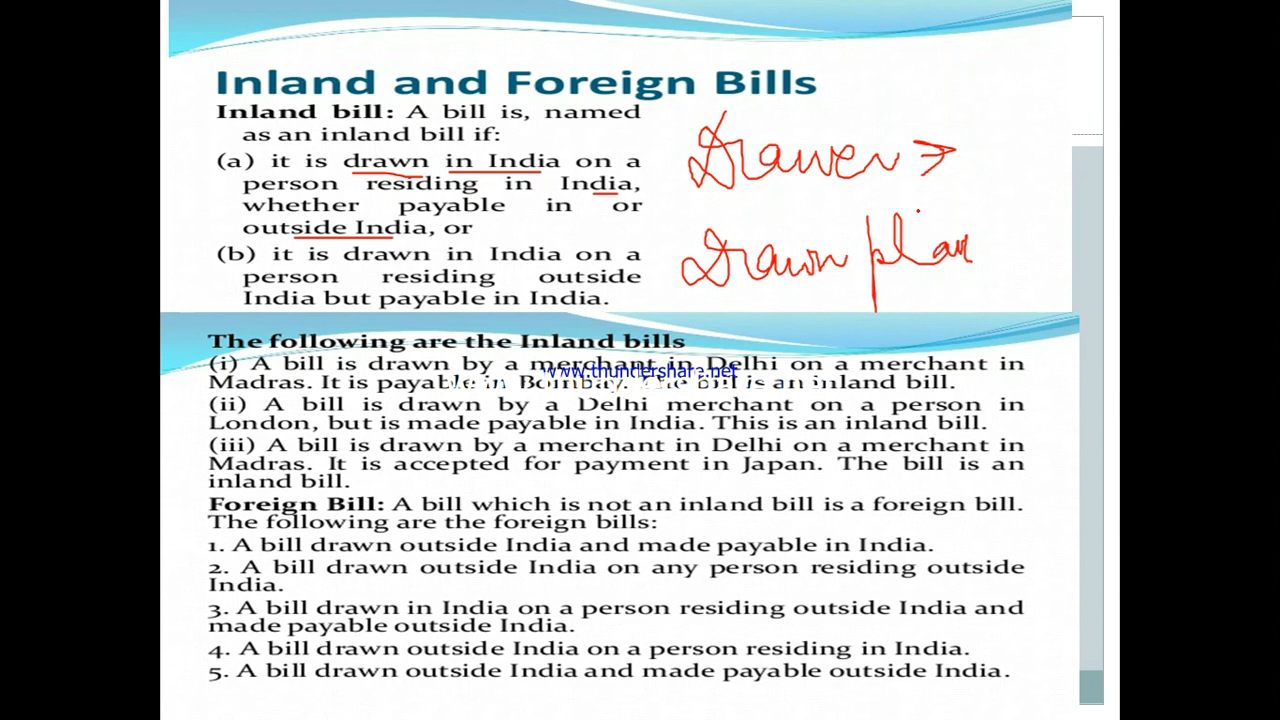 Inland and Foreign Bills
Inland bill: A bill is, named
as an inland bill if:
(a) it is drawn in India on a
person residing in India,
whether payable in or
outside India, or
(b) it is drawn in India on a
person residing outside
India but payable in India.
Drawer
Drawn
The following are the Inland bills
(i) A bill is drawn by a merchant in Delhi on a merchant in
www.thundershare.net
Madras. It is payable in Bombay. The bill is an inland bill.
(ii) A bill is drawn by a Delhi merchant on a person in
London, but is made payable in India. This is an inland bill.
(iii) A bill is drawn by a merchant in Delhi on a merchant in
Madras. It is accepted for payment in Japan. The bill is an
inland bill.
Foreign Bill: A bill which is not an inland bill is a foreign bill.
The following are the foreign bills:
1. A bill drawn outside India and made payable in India.
2. A bill drawn outside India on any person residing outside
India.
3. A bill drawn in India on a person residing outside India and
made payable outside India.
4. A bill drawn outside India on a person residing in India.
5. A bill drawn outside India and made payable outside India.